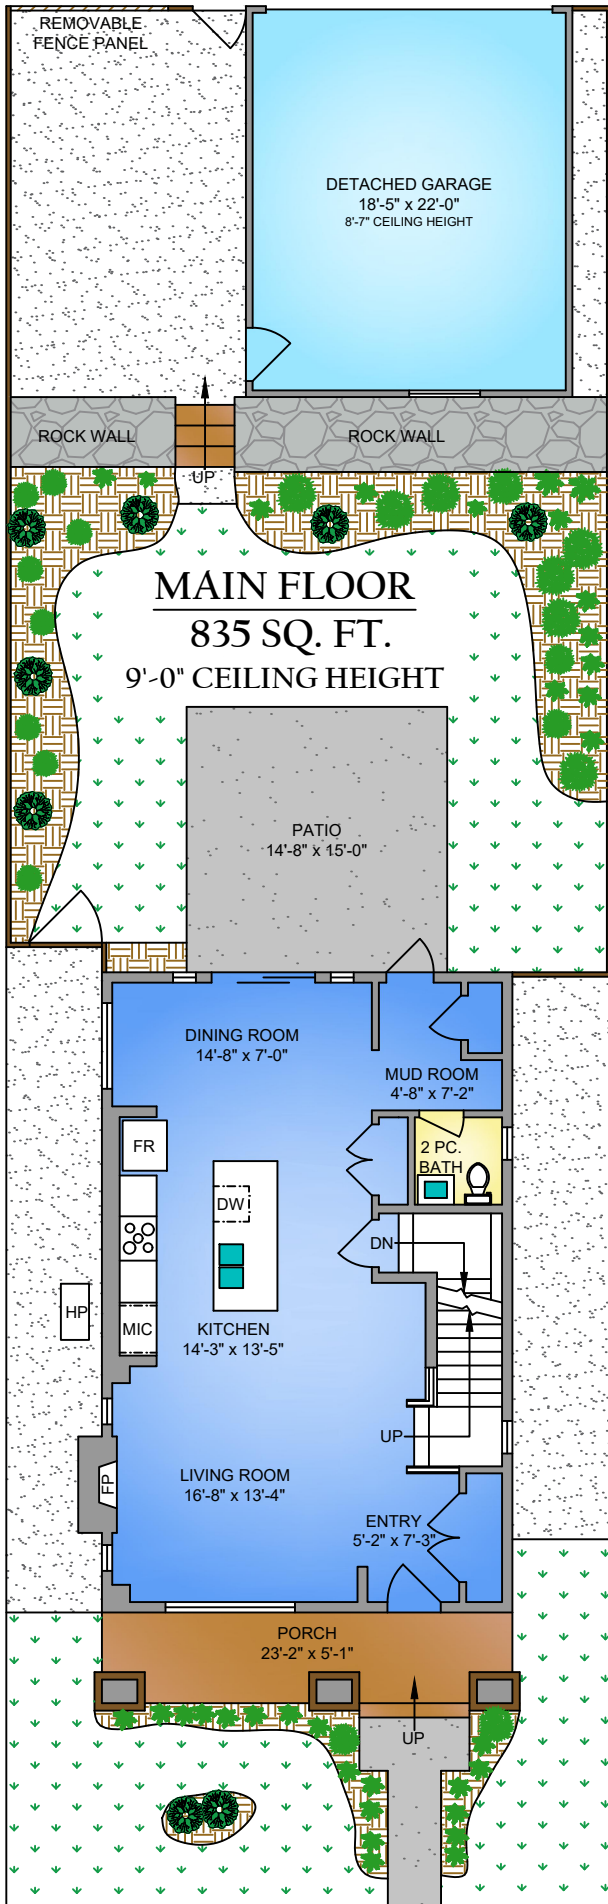 REMOVABLE
FENCE PANEL
DETACHED GARAGE
18'-5" x 22'-0"
8'-7" CEILING HEIGHT
ROCK WALL
ROCK WALL
UP
MAIN FLOOR
835 SQ. FT.
9'-0" CEILING HEIGHT
PATIO
14'-8" x 15'-0"
DINING ROOM
14'-8" x 7'-0"
MUD ROOM
4'-8" x 7'-2"
FR
2 PC.
BATH
DW
DN
HP
MIC
KITCHEN
14'-3" x 13'-5"
UP
LIVING ROOM
16'-8" x 13'-4"
FP
ENTRY
5'-2" x 7'-3"
PORCH
23'-2" x 5'-1"
UP